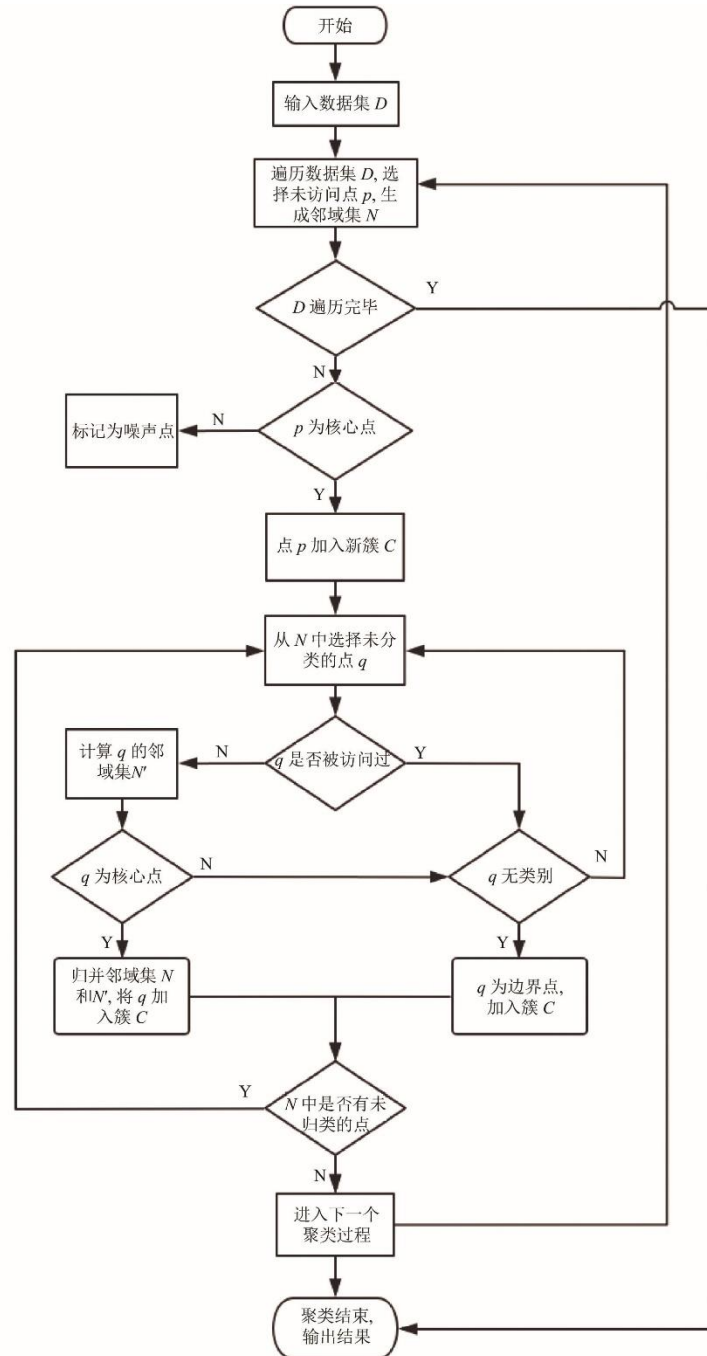 开始
输入数据集 D
遍历数据集 D, 选
择未访问点 p, 生
成邻域集 N
D 遍历完毕
Y
N
p 为核心点
N
标记为噪声点
Y
点 p 加入新簇 C
从 N 中选择未分
类的点 q
q 是否被访问过
N
Y
计算 q 的邻
域集N′
q 为核心点
N
q 无类别
N
Y
Y
归并邻域集 N
和N′, 将 q 加
入簇 C
q 为边界点,
加入簇 C
N 中是否有未
归类的点
Y
N
进入下一个
聚类过程
聚类结束,
输出结果